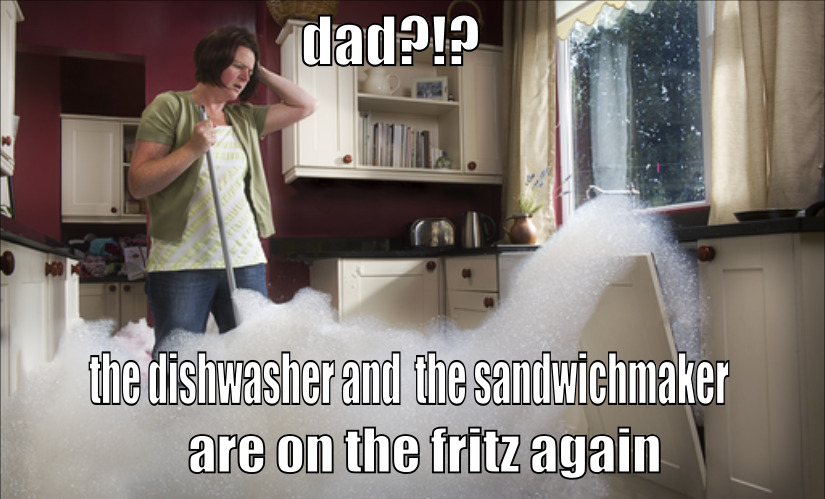 dad?!?
the dishwasher and the sandwichmaker
are on the fritz again